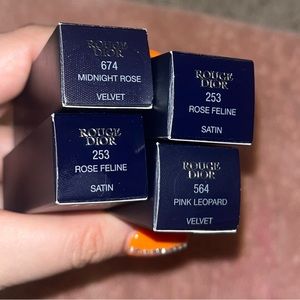 ROUGE
DIOR
674
MIDNIGHT ROSE
VELVET
ROUGE
DIOR
253
ROSE FELINE
SATIN
ROUGE
DIOR
253
ROSE FELINE
SATIN
ROUGE
DIOR
564
PINK LEOPARD
VELVET